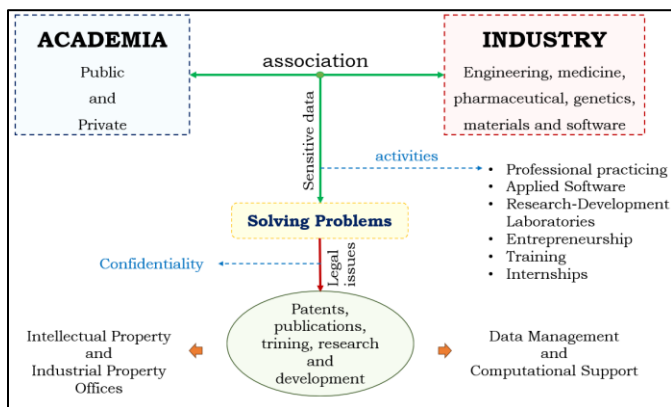 ACADEMIA
Public
and
Private
association
INDUSTRY
Engineering, medicine,
pharmaceutical, genetics,
materials and software
Sensitive data
activities
• Professional practicing
• Applied Software
• Research-Development
Laboratories
• Entrepreneurship
• Training
• Internships
Solving Problems
Confidentiality
Legal
issues
Patents,
publications,
trining, research
and
development
Intellectual Property
and
Industrial Property
Offices
Data Management
and
Computational Support